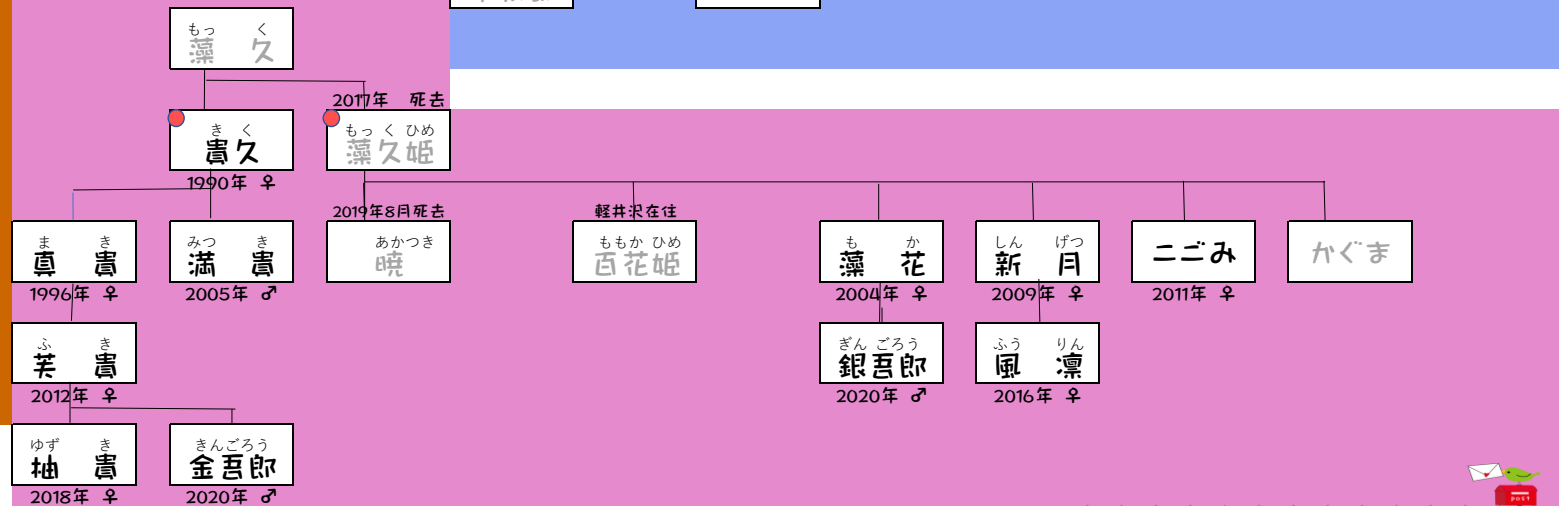 もっ く
藻 久
2017年 死去
き く
貴久
もっ く ひめ
藻久姫
1990年 ♀
2019年8月死去
軽井沢在住
ま き
真 貴
みつ き
満 貴
あかつき
暁
ももか ひめ
百花姫
も か
藻 花
しん げつ
新 月
ニごみ
かぐま
1996年 ♀
2005年 ♂
2004年 ♀
2009年 ♀
2011年 ♀
ふ き
芙 貴
ぎん ごろう
銀吾郎
ふう りん
風 凛
2012年 ♀
2020年 ♂
2016年 ♀
ゆず き
柚 貴
きんごろう
金吾郎
2018年 ♀
2020年 ♂
POST